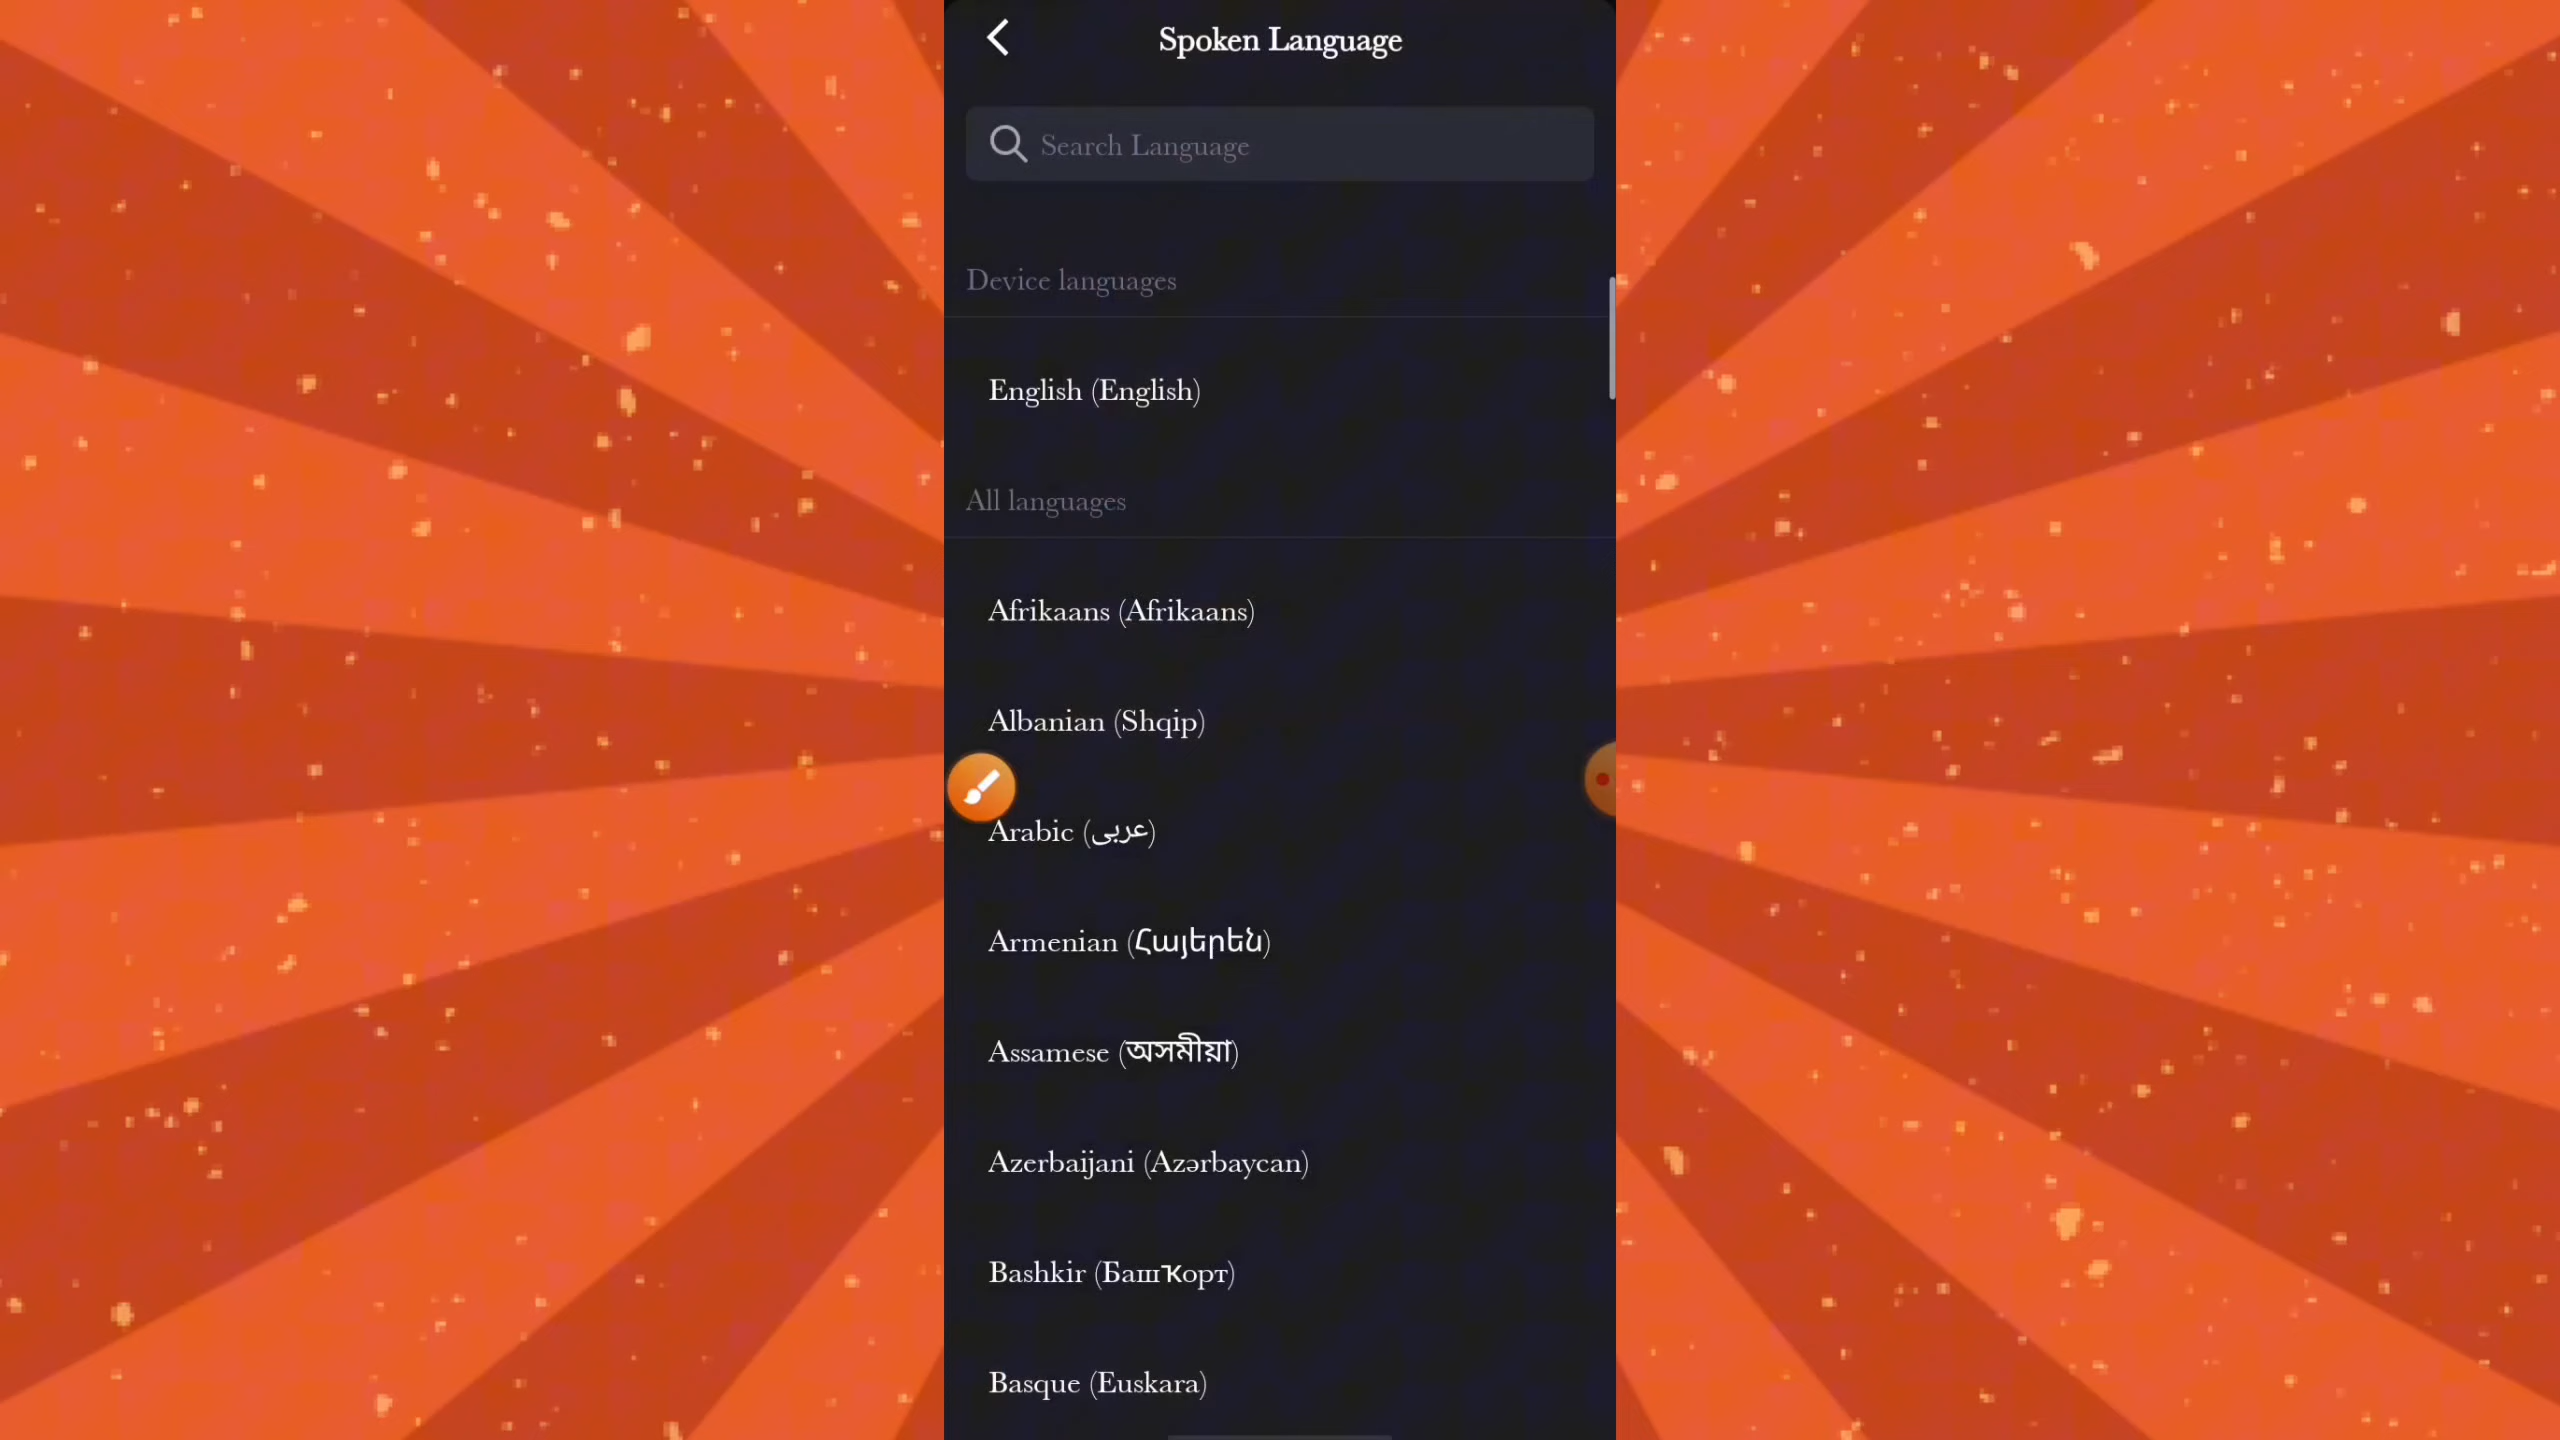 Spoken Language
Search Language
Device languages
English (English)
All languages
Afrikaans (Afrikaans)
Albanian (Shqip)
Arabic (عربی)
Armenian (Հայերեն)
Assamese (অসমীয়া)
Azerbaijani (Azərbaycan)
Bashkir (Башҡорт)
Basque (Euskara)